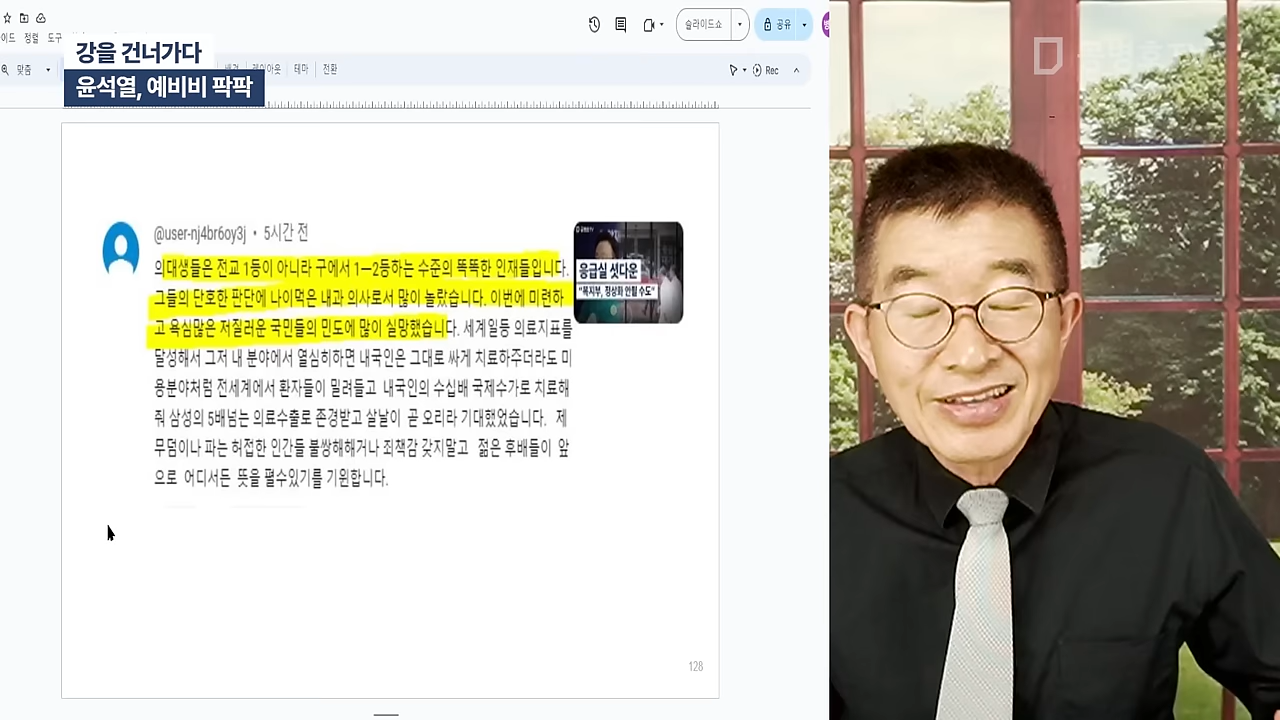 이드 정렬 도구
강을 건너가다
윤석열, 예비비 팍팍
슬라이드쇼
공유
맞춤
배경 레이아웃 테마 전환
Rec
@user-nj4br6oy3j • 5시간 전
의대생들은 전교 1등이 아니라 구에서 1ㅡ2등하는 수준의 똑똑한 인재들입니다.
그들의 단호한 판단에 나이먹은 내과 의사로서 많이 놀랐습니다. 이번에 미련하
고 욕심많은 저질러운 국민들의 민도에 많이 실망했습니다. 세계일등 의료지표를
달성해서 그저 내 분야에서 열심히하면 내국인은 그대로 싸게 치료하주더라도 미
용분야처럼 전세계에서 환자들이 밀려들고 내국인의 수십배 국제수가로 치료해
줘 삼성의 5배넘는 의료수출로 존경받고 살날이 곧 오리라 기대했었습니다. 제
무덤이나 파는 허접한 인간들 불쌍해해거나 죄책감 갖지말고 젊은 후배들이 앞
으로 어디서든 뜻을 펼수있기를 기원합니다.
응급실 셧다운
"복지부, 정상화 안될 수도"
128